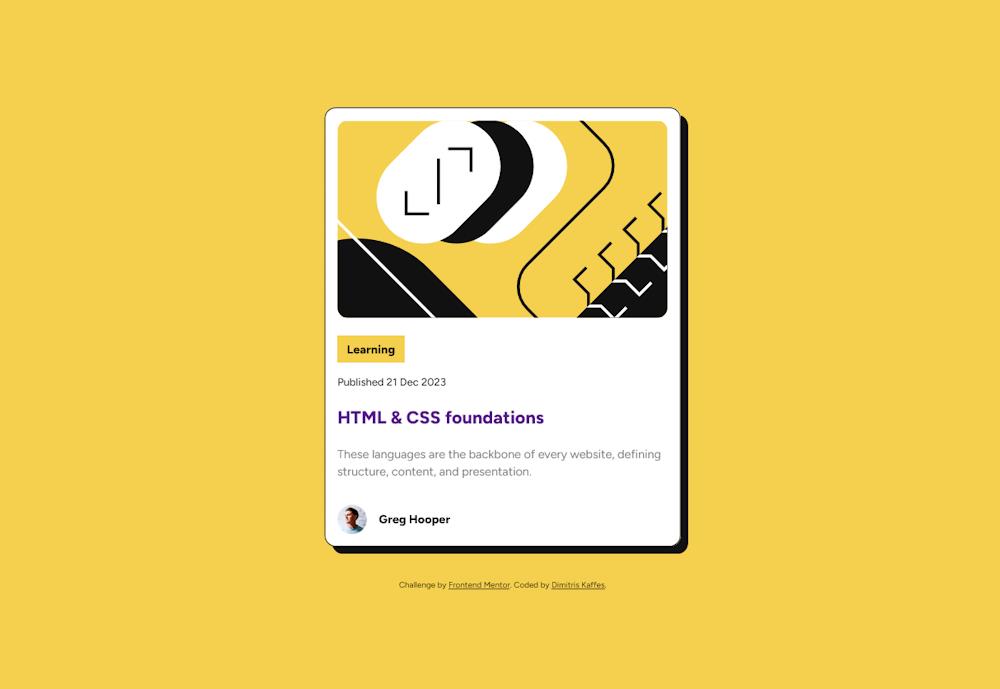 Learning
Published 21 Dec 2023
HTML & CSS foundations
These languages are the backbone of every website, defining
structure, content, and presentation.
Greg Hooper
Challenge by Frontend Mentor. Coded by Dimitris Kaffes.